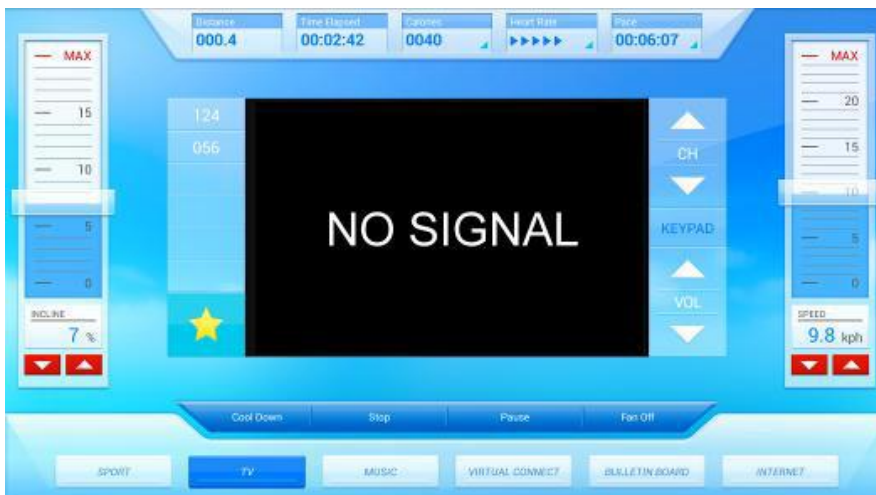 Distance
000.4
Time Elapsed
00:02:42
Calories
0040
Heart Rate
Pace
00:06:07
MAX
15
10
5
0
INCLINE
7 %
124
056
NO SIGNAL
CH
KEYPAD
VOL
MAX
20
15
10
5
0
SPEED
9.8 kph
Cool Down
Stop
Pause
Fan Off
SPORT
TV
MUSIC
VIRTUAL CONNECT
BULLETIN BOARD
INTERNET